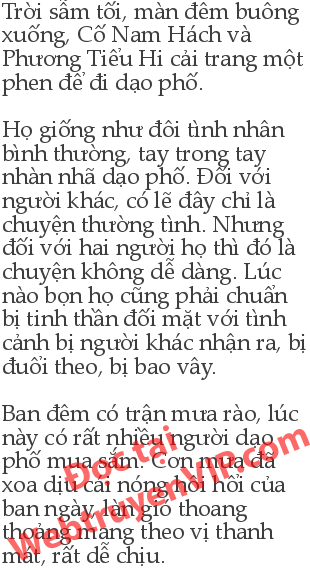 Trời sẩm tối, màn đêm buông
xuống, Cố Nam Hách và
Phương Tiểu Hi cải trang một
phen để đi dạo phố.
Họ giống như đôi tình nhân
bình thường, tay trong tay
nhàn nhã dạo phố. Đối với
người khác, có lẽ đây chỉ là
chuyện thường tình. Nhưng
đối với hai người họ thì đó là
chuyện không dễ dàng. Lúc
nào bọn họ cũng phải chuẩn
bị tinh thần đối mặt với tình
cảnh bị người khác nhận ra, bị
đuổi theo, bị bao vây.
Ban đêm có trận mưa rào, lúc
này có rất nhiều người dạo
phố mua sắm. Cơn mưa đã
xoa dịu cái nóng hôi hổi của
ban ngày, làn gió thoang
thoảng mang theo vị thanh
mát, rất dễ chịu.
Đọc tại
WebtruyenVIP.com